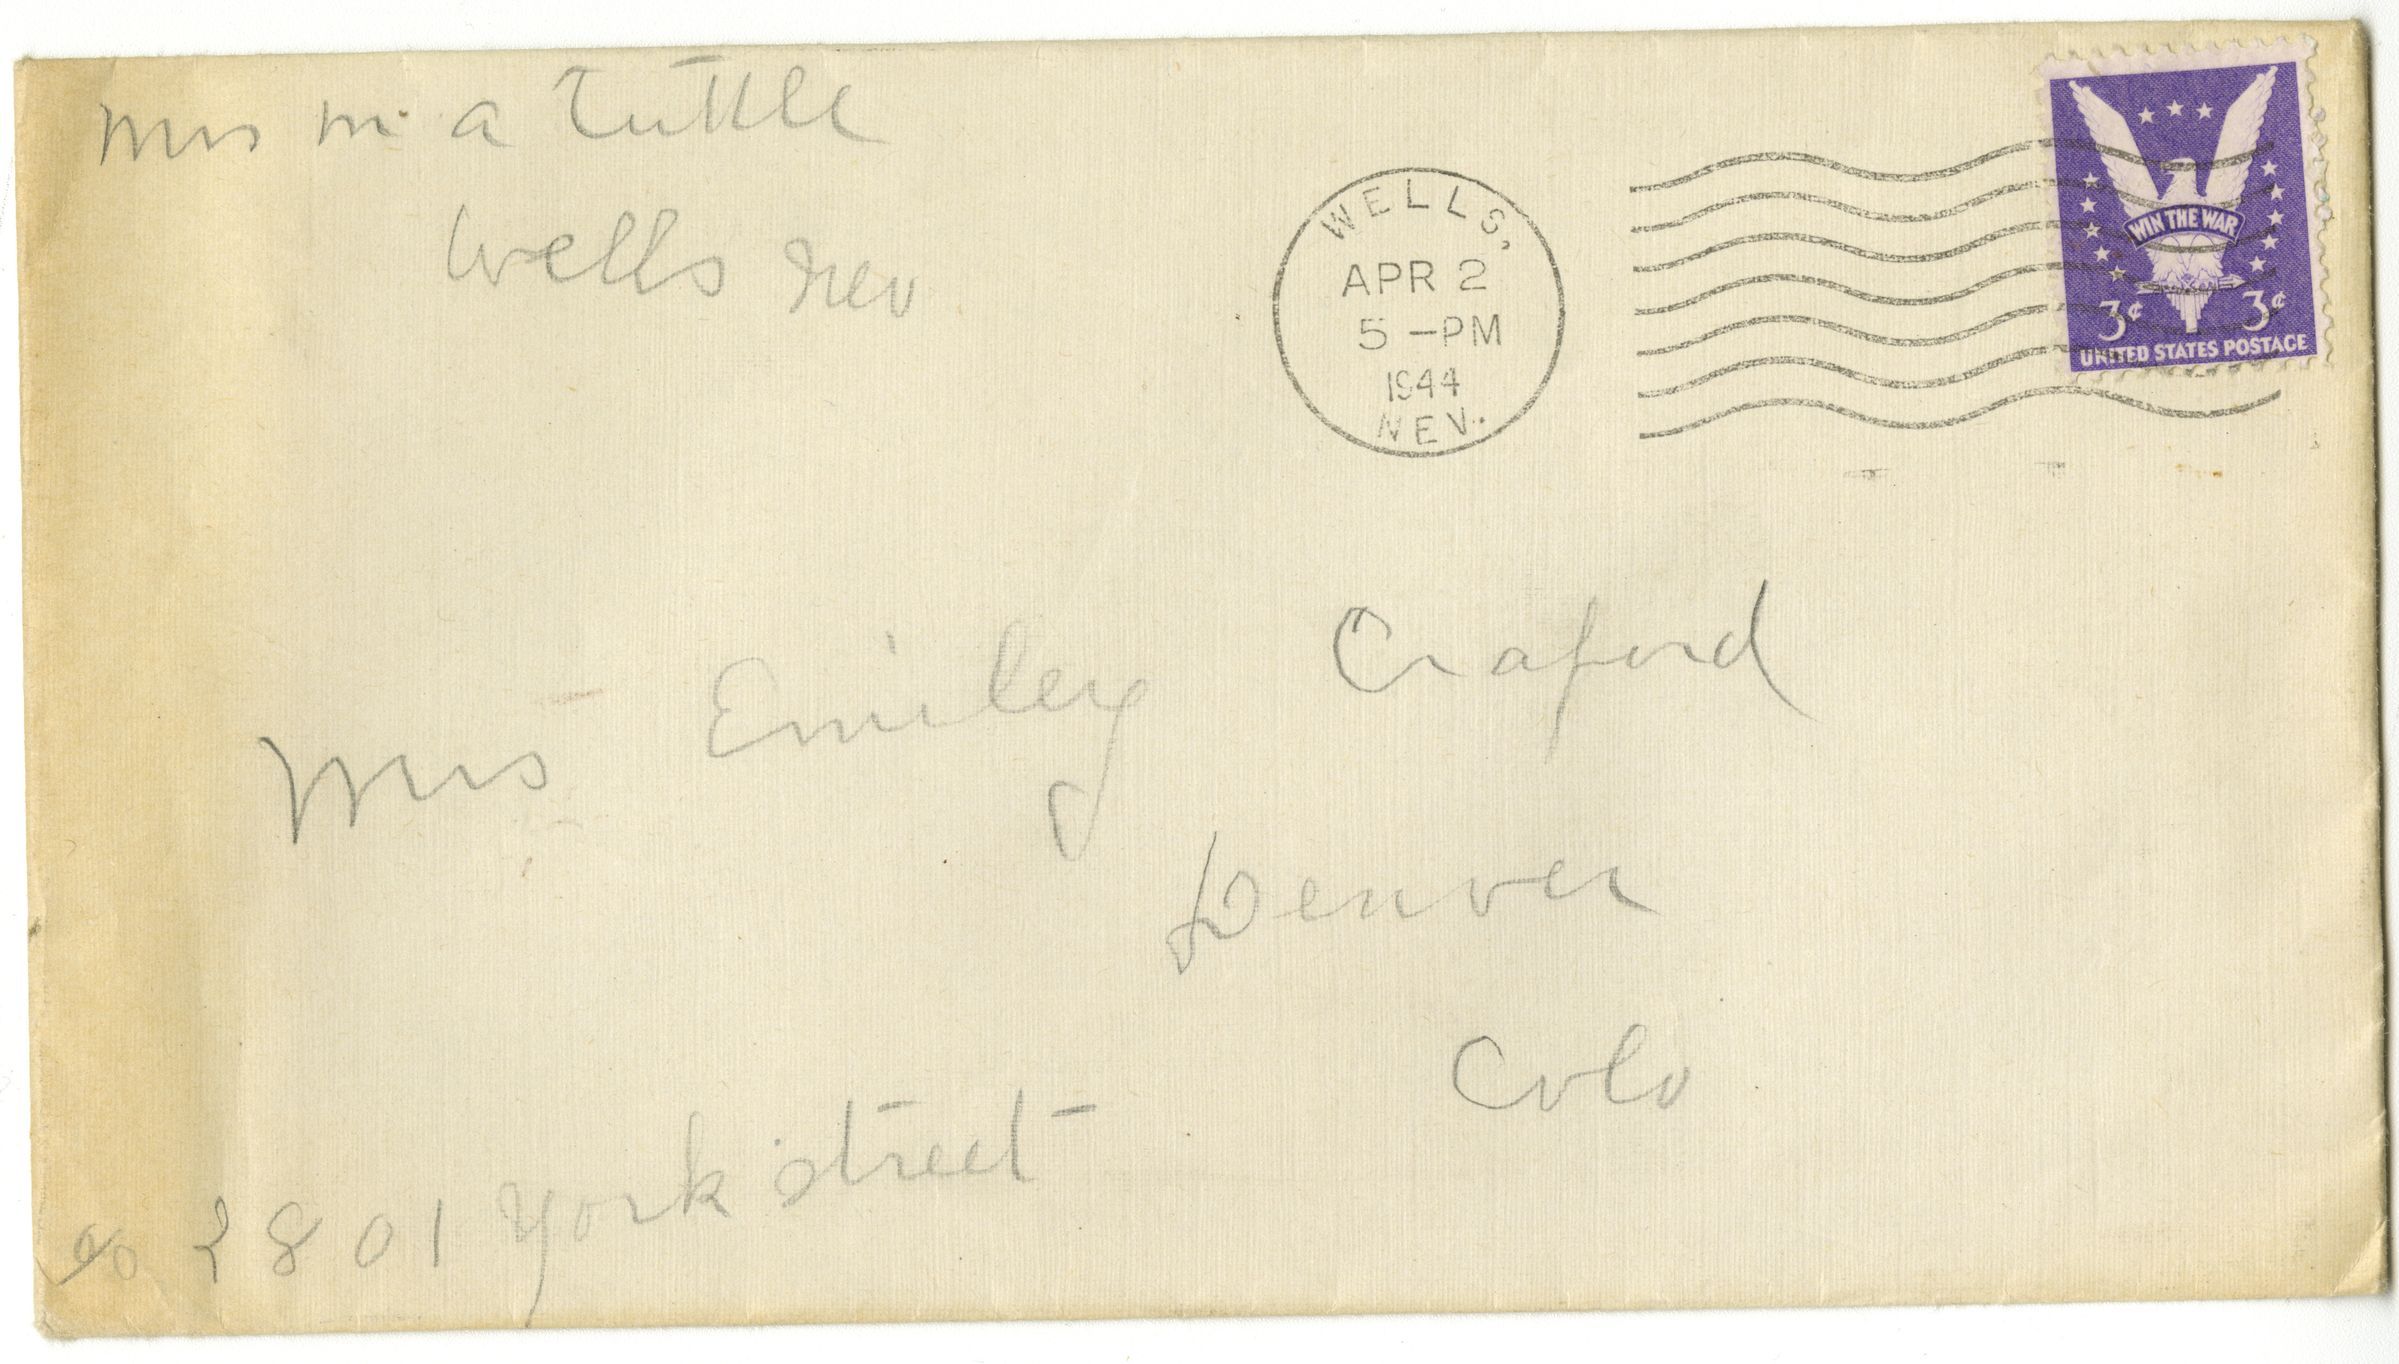 Mrs m. a Tuttle
Wells Nev
WELLS,
APR 2
5 -PM
1944
NEV.
WIN THE WAR
3¢ 3¢
UNITED STATES POSTAGE
Mrs Emiley Craford
Denver
Colo
% 2801 York street